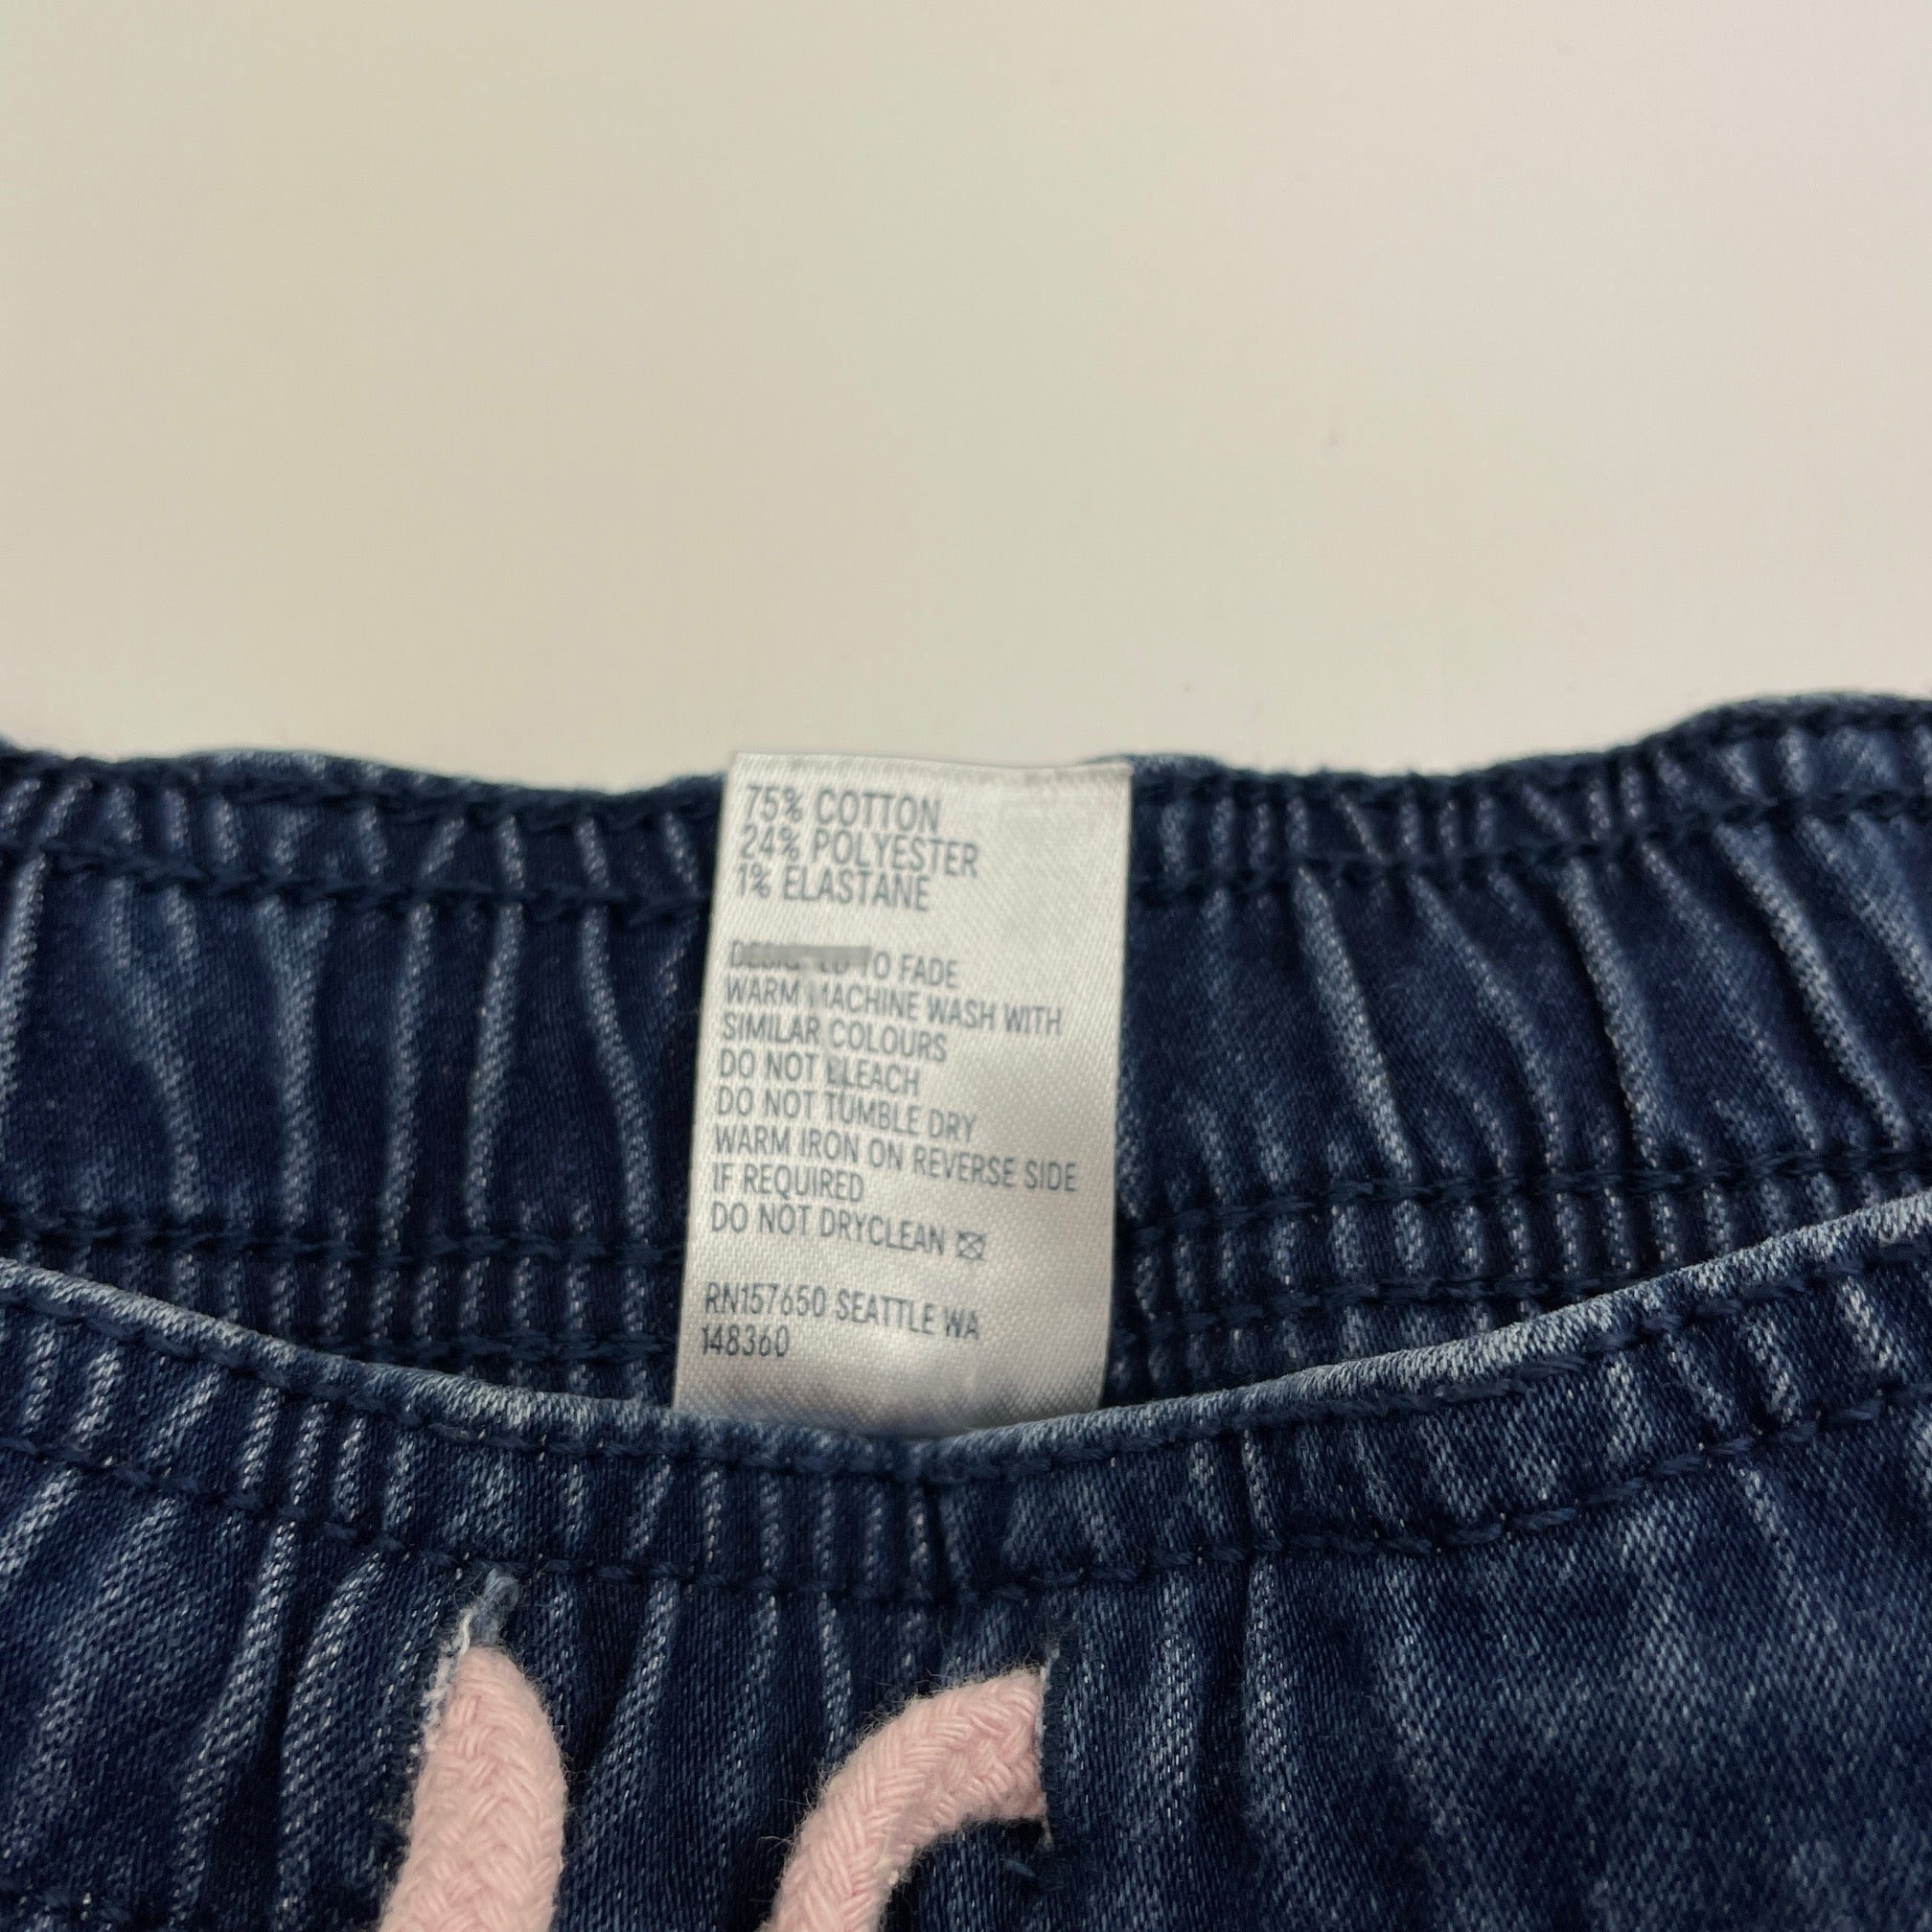 75% COTTON
24% POLYESTER
1% ELASTANE
TO FADE
WARM MACHINE WASH WITH
SIMILAR COLOURS
DO NOT BLEACH
DO NOT TUMBLE DRY
WARM IRON ON REVERSE SIDE
IF REQUIRED
DO NOT DRYCLEAN
RN157650 SEATTLE WA
148360